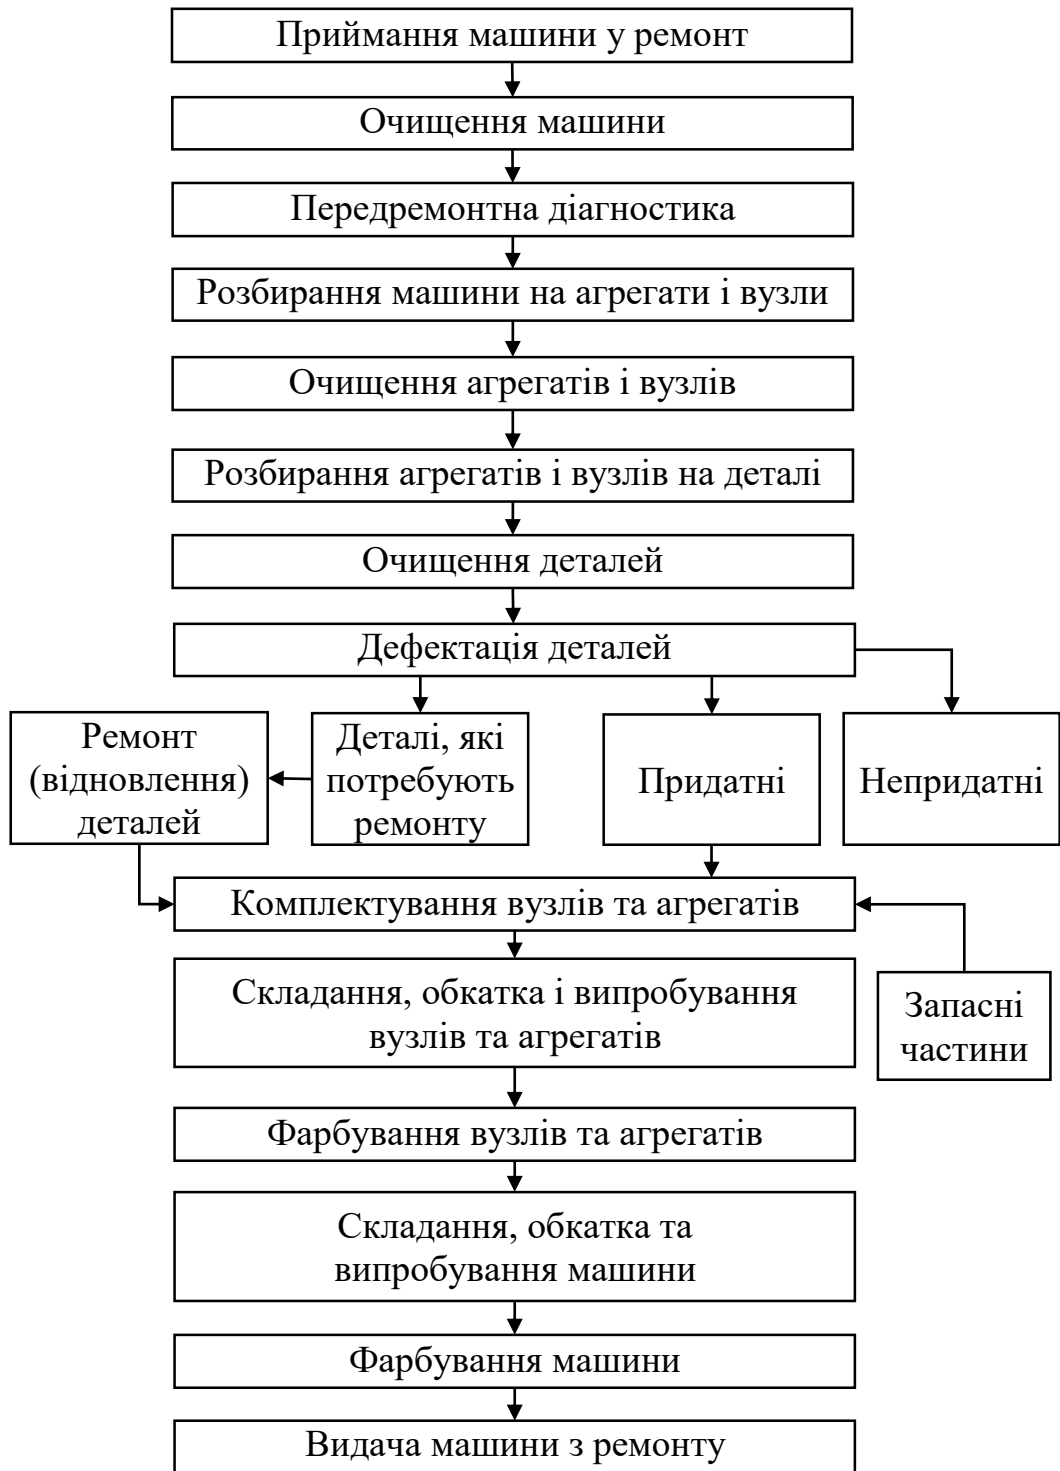 Приймання машини у ремонт
Очищення машини
Передремонтна діагностика
Розбирання машини на агрегати і вузли
Очищення агрегатів і вузлів
Розбирання агрегатів і вузлів на деталі
Очищення деталей
Дефектація деталей
Ремонт
(відновлення)
деталей
Деталі, які
потребують
ремонту
Придатні
Непридатні
Комплектування вузлів та агрегатів
Складання, обкатка і випробування
вузлів та агрегатів
Запасні
частини
Фарбування вузлів та агрегатів
Складання, обкатка та
випробування машини
Фарбування машини
Видача машини з ремонту